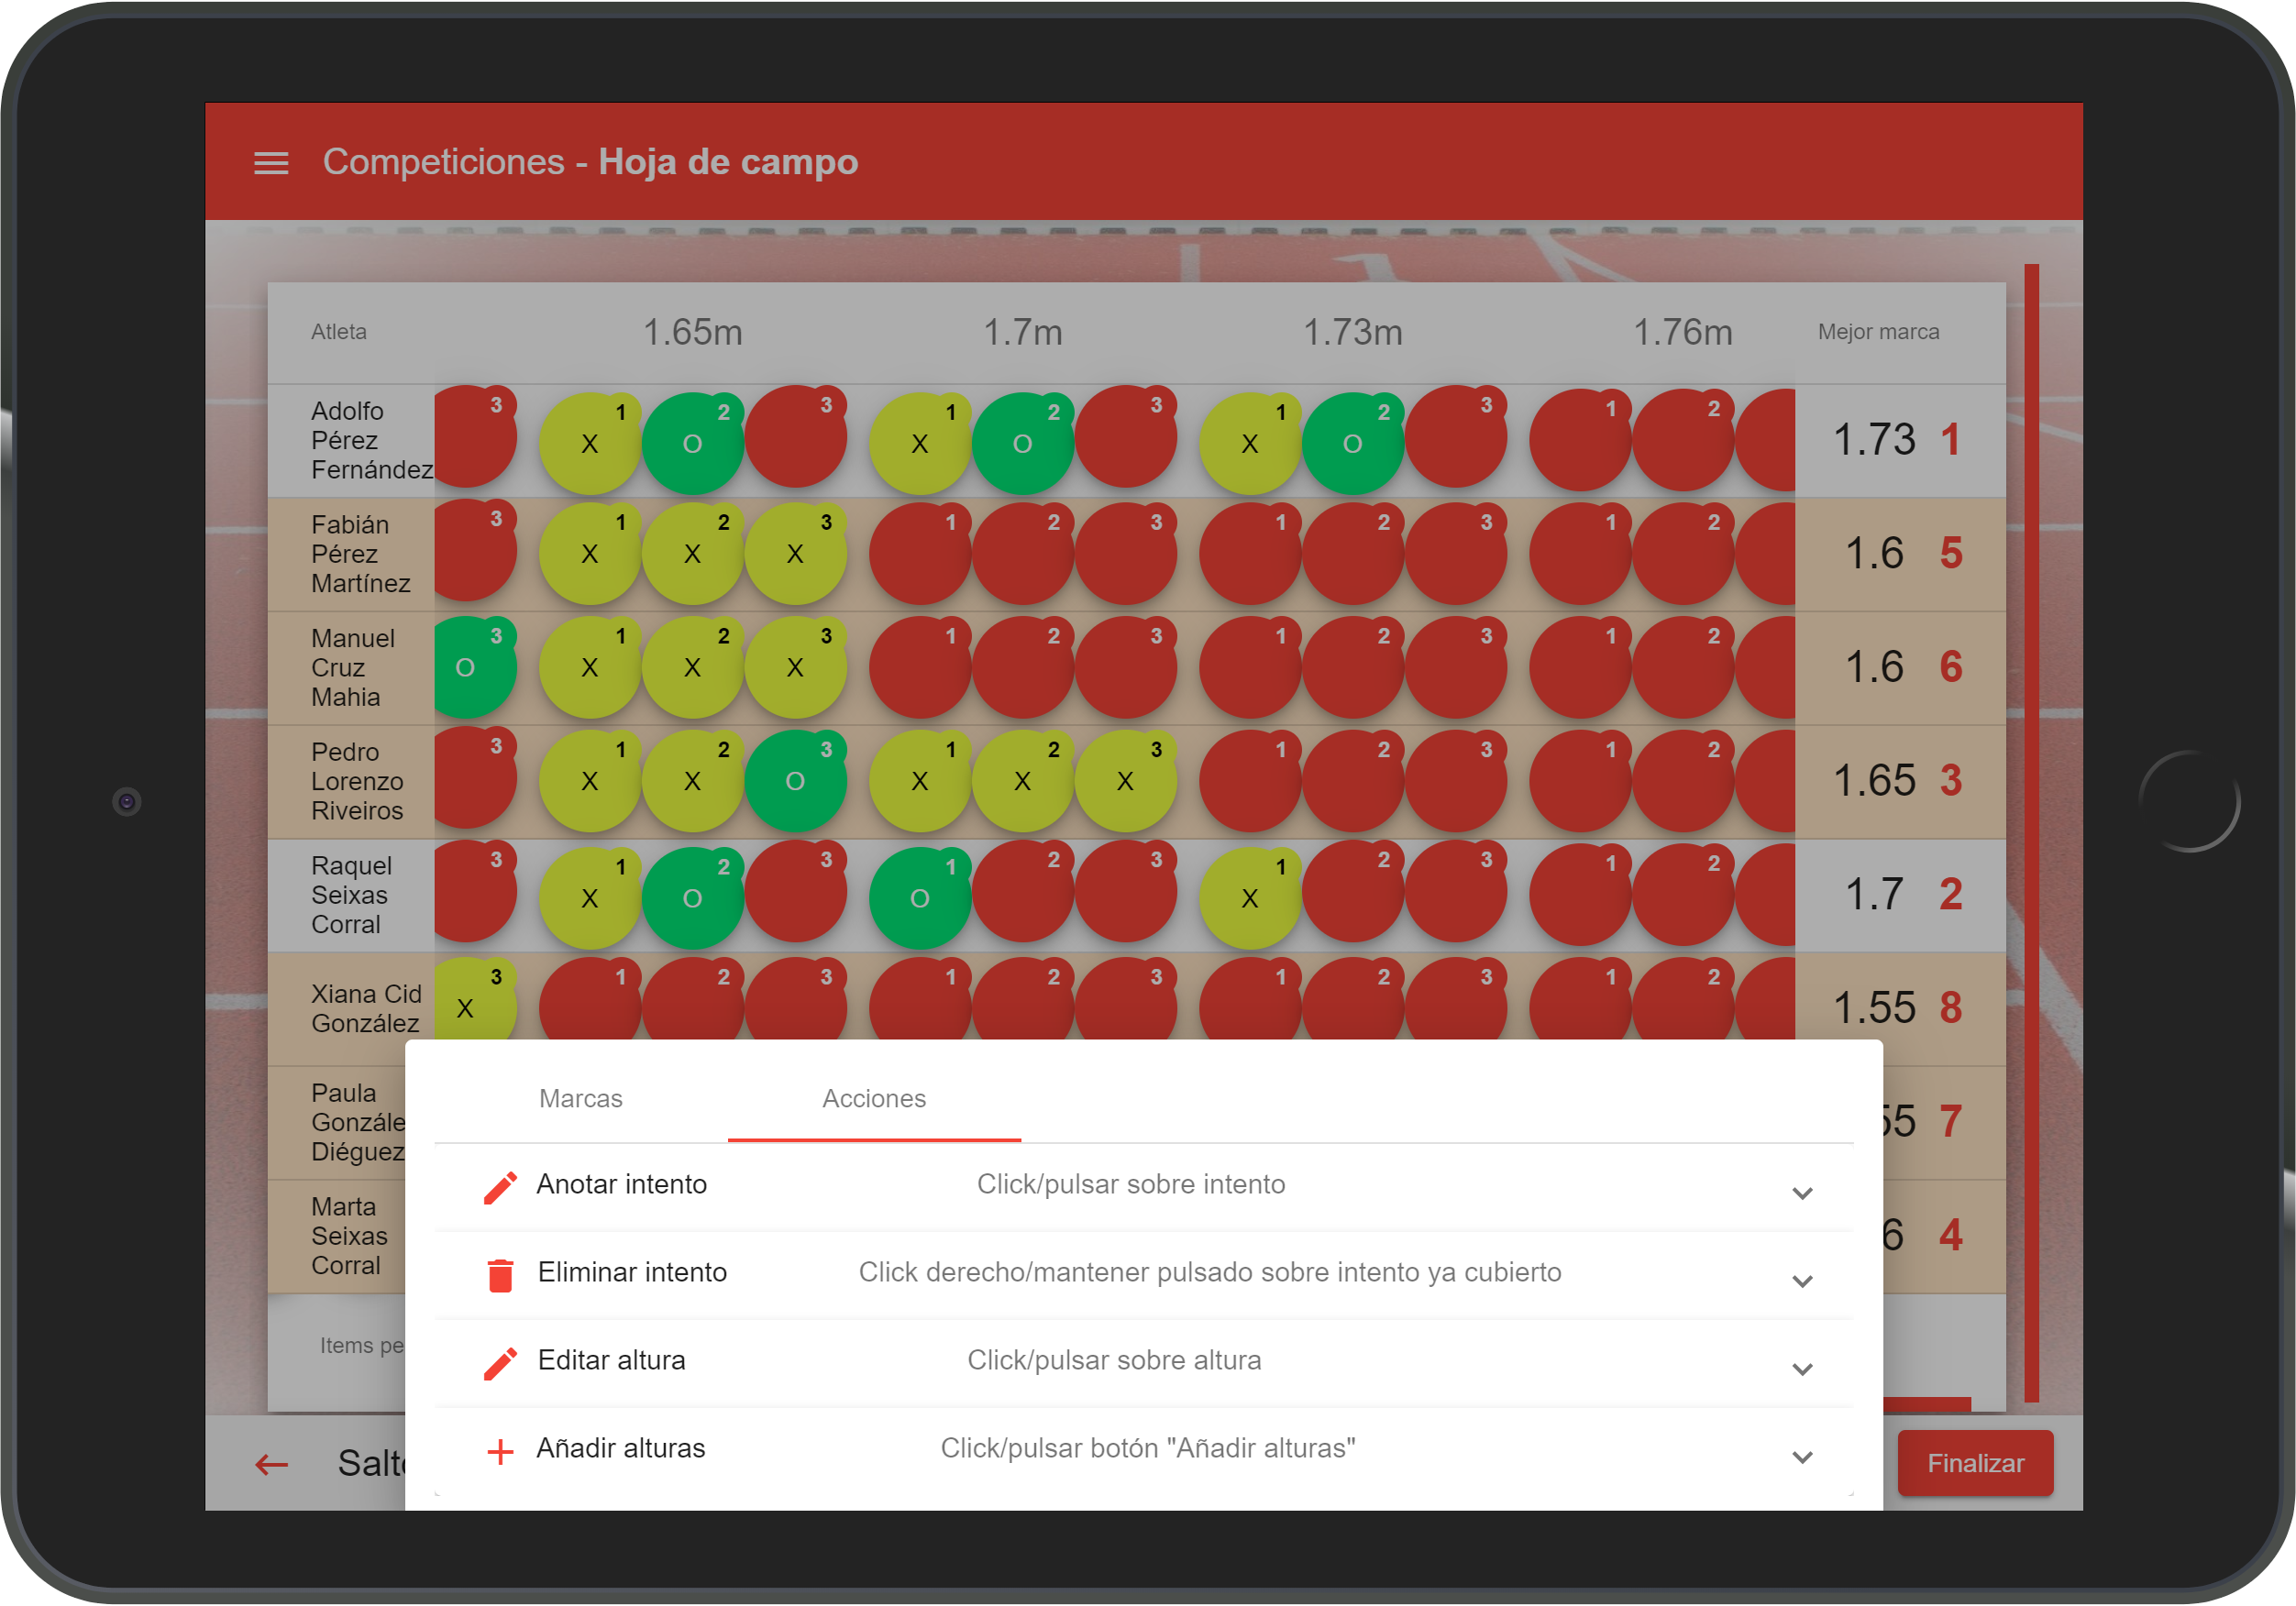 Competiciones - Hoja de campo
Atleta 1.65m 1.7m 1.73m 1.76m Mejor marca
3 1 2 3 1 2 3 1 2 3 1 2
Adolfo
Pérez
Fernández
X O X O X O
1.73 1
3 1 2 3 1 2 3 1 2 3 1 2
Fabián
Pérez
Martínez
X X X
1.6 5
3 1 2 3 1 2 3 1 2 3 1 2
Manuel
Cruz
Mahia
O X X X
1.6 6
3 1 2 3 1 2 3 1 2 3 1 2
Pedro
Lorenzo
Riveiros
X X O X X X
1.65 3
3 1 2 3 1 2 3 1 2 3 1 2
Raquel
Seixas
Corral
X O O X
1.7 2
3 1 2 3 1 2 3 1 2 3 1 2
Xiana Cid
González
X
1.55 8
Paula
Gonzále
Diéguez
55 7
Marta
Seixas
Corral
6 4
Items pe
Marcas Acciones
Anotar intento Click/pulsar sobre intento
Eliminar intento Click derecho/mantener pulsado sobre intento ya cubierto
Editar altura Click/pulsar sobre altura
Añadir alturas Click/pulsar botón "Añadir alturas"
Salto
Finalizar